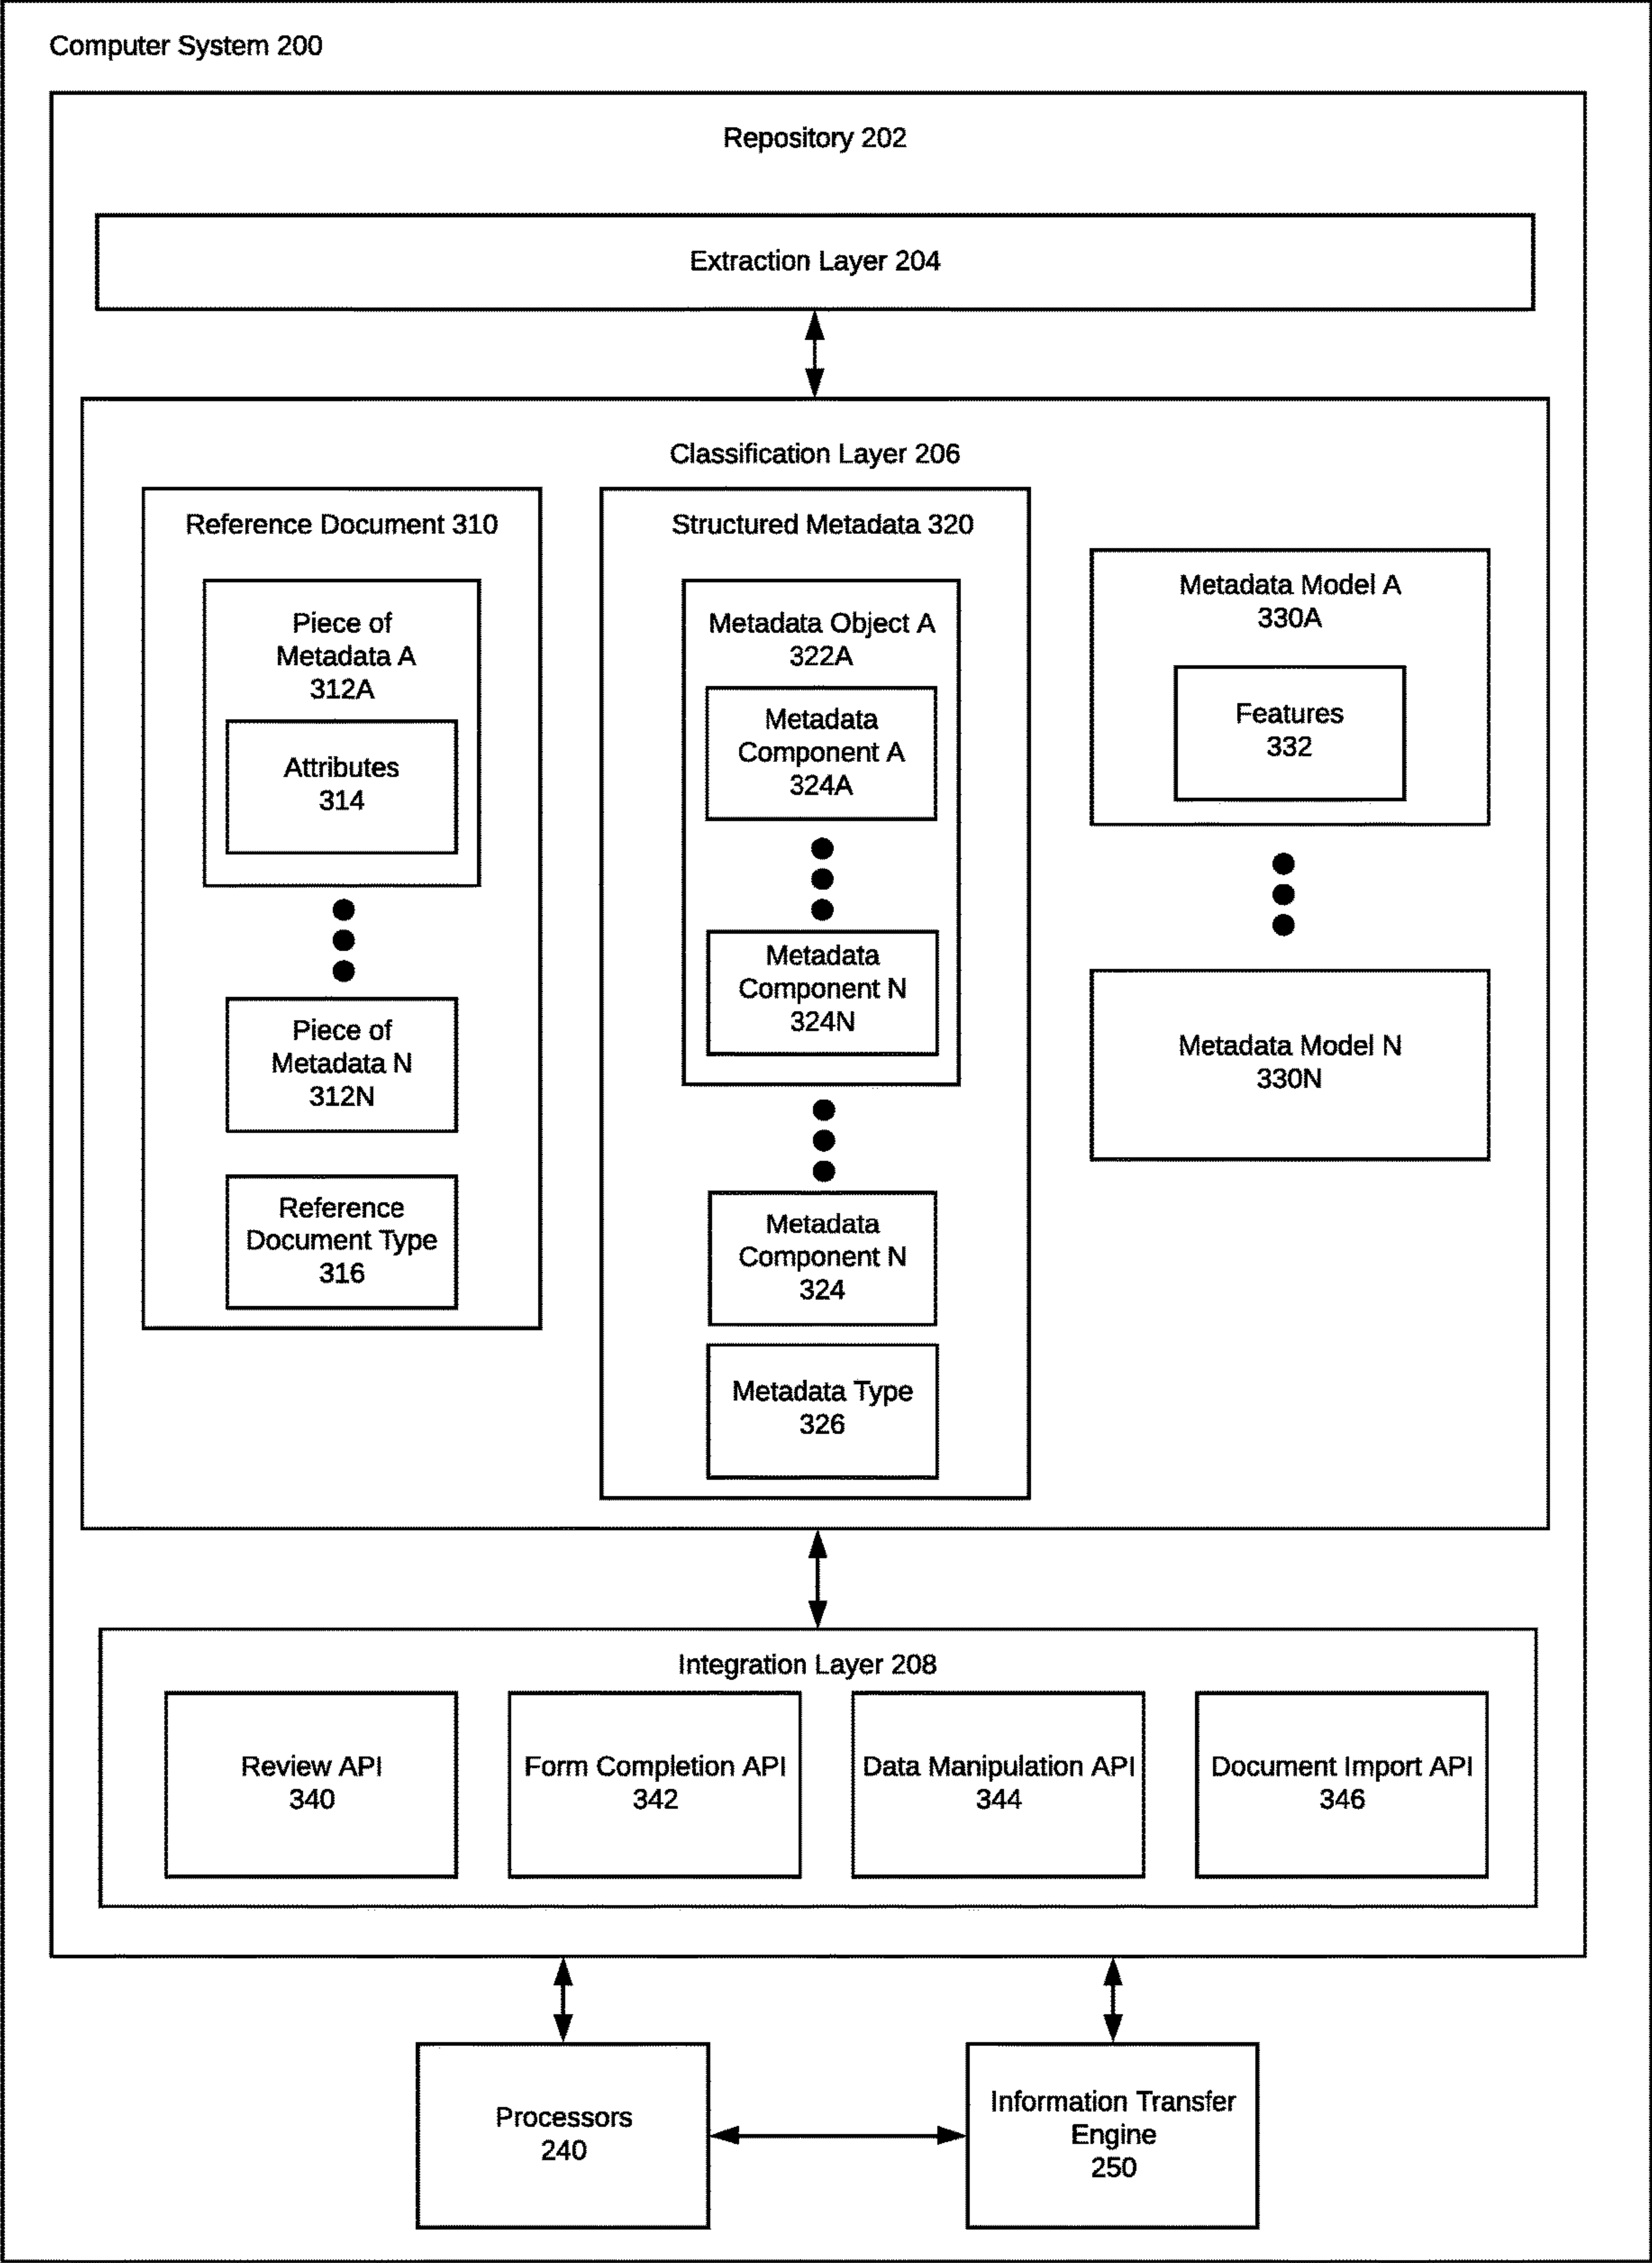 Computer System 200
Repository 202
Extraction Layer 204
Classification Layer 206
Reference Document 310
Piece of
Metadata A
312A
Attributes
314
Piece of
Metadata N
312N
Reference
Document Type
316
Structured Metadata 320
Metadata Object A
322A
Metadata
Component A
324A
Metadata
Component N
324N
Metadata
Component N
324
Metadata Type
326
Metadata Model A
330A
Features
332
Metadata Model N
330N
Integration Layer 208
Review API
340
Form Completion API
342
Data Manipulation API
344
Document Import API
346
Processors
240
Information Transfer
Engine
250